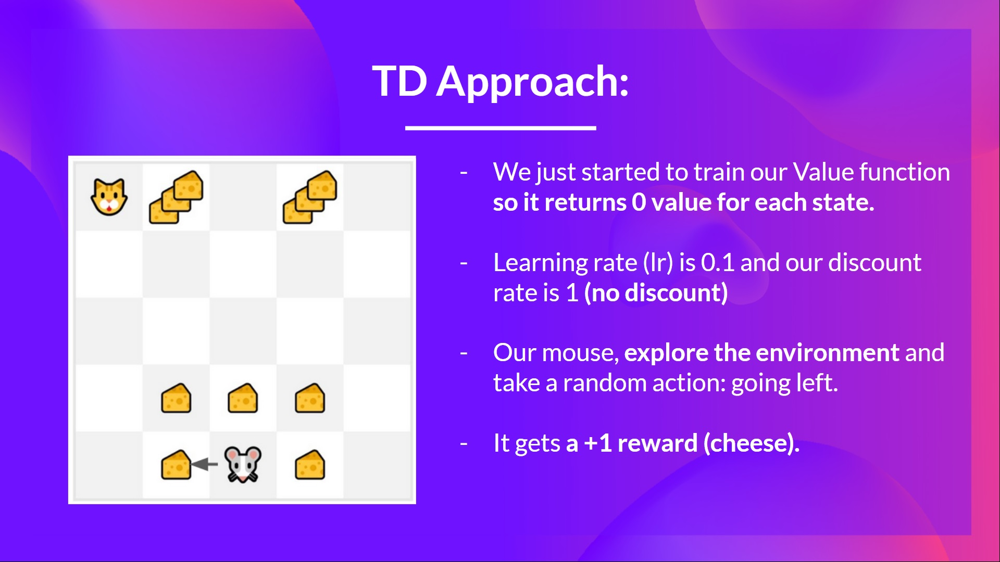 TD Approach:
- We just started to train our Value function
so it returns 0 value for each state.
- Learning rate (lr) is 0.1 and our discount
rate is 1 (no discount)
- Our mouse, explore the environment and
take a random action: going left.
- It gets a +1 reward (cheese).